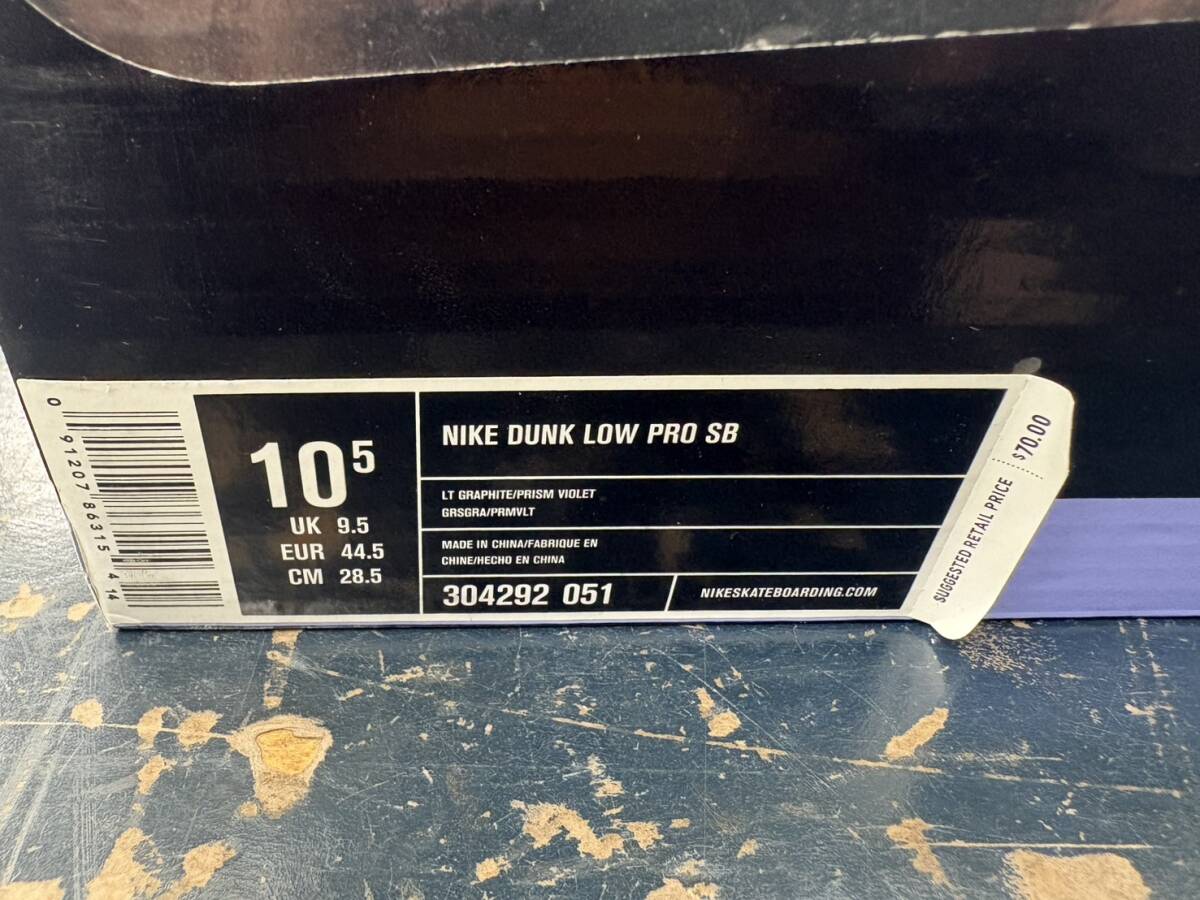 0 91207 86315 4 14
10⁵
UK 9.5
EUR 44.5
CM 28.5
NIKE DUNK LOW PRO SB
LT GRAPHITE/PRISM VIOLET
GRSGRA/PRMVLT
MADE IN CHINA/FABRIQUE EN
CHINE/HECHO EN CHINA
304292 051
NIKESKATEBOARDING.COM
SUGGESTED RETAIL PRICE
$70.00